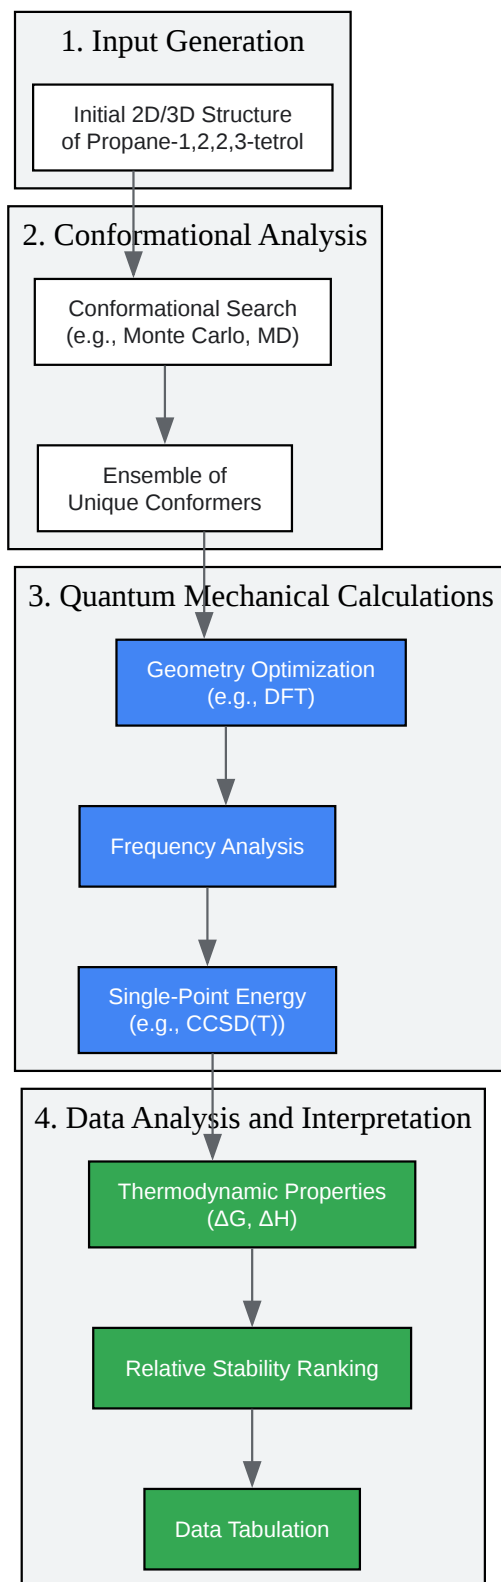 1. Input Generation
Initial 2D/3D Structure
of Propane-1,2,2,3-tetrol
2. Conformational Analysis
Conformational Search
(e.g., Monte Carlo, MD)
Ensemble of
Unique Conformers
3. Quantum Mechanical Calculations
Geometry Optimization
(e.g., DFT)
Frequency Analysis
Single-Point Energy
(e.g., CCSD(T))
4. Data Analysis and Interpretation
Thermodynamic Properties
(ΔG, ΔH)
Relative Stability Ranking
Data Tabulation